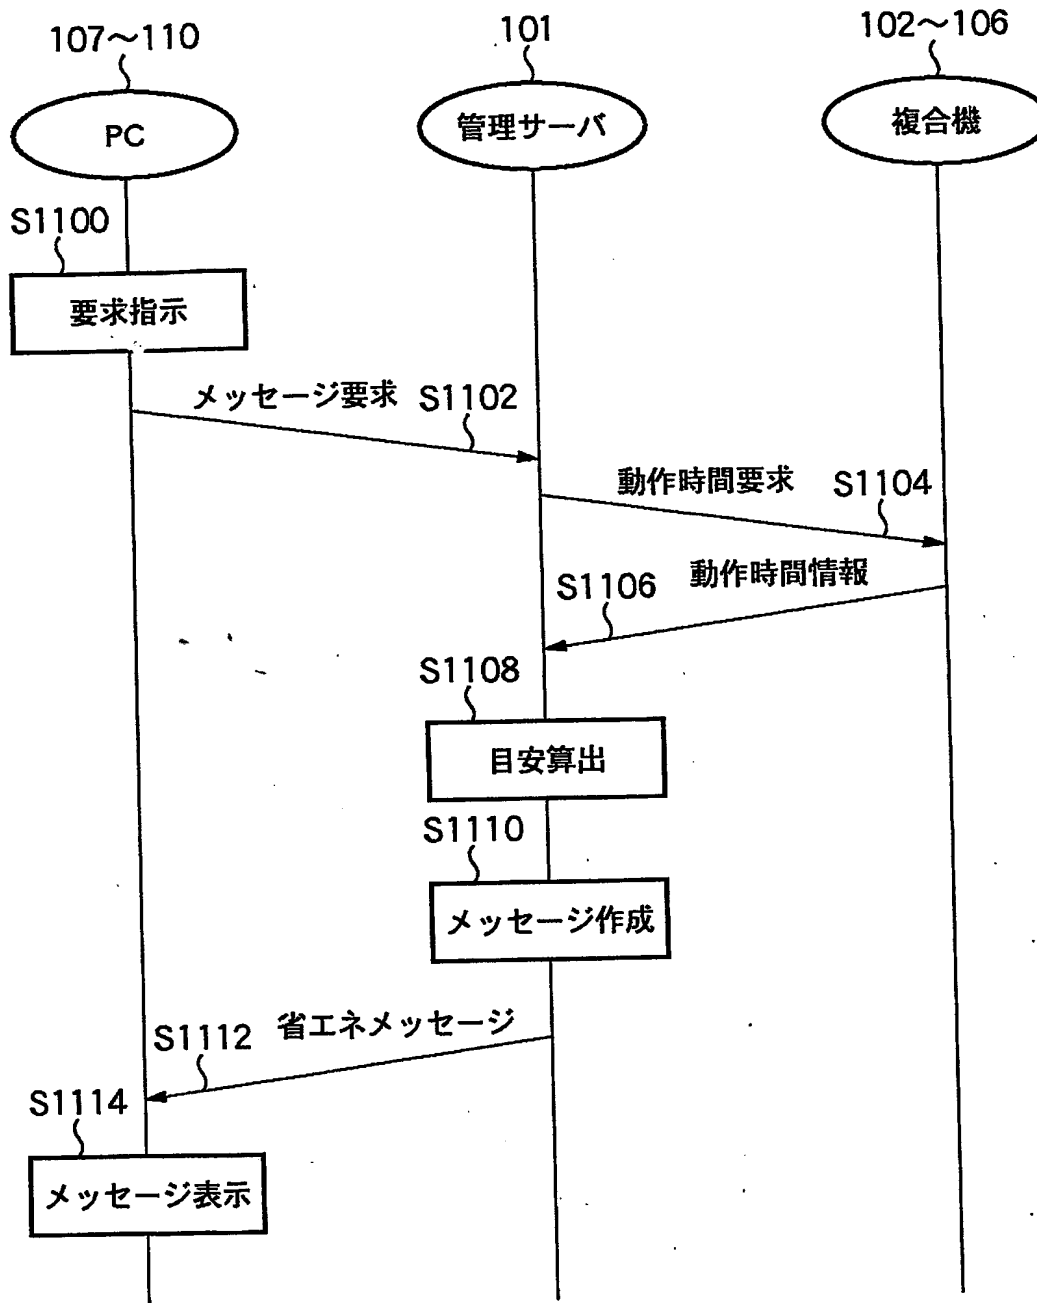 107～110
101
102～106
PC
管理サーバ
複合機
S1100
要求指示
メッセージ要求
S1102
動作時間要求
S1104
動作時間情報
S1106
S1108
目安算出
S1110
メッセージ作成
省エネメッセージ
S1112
S1114
メッセージ表示